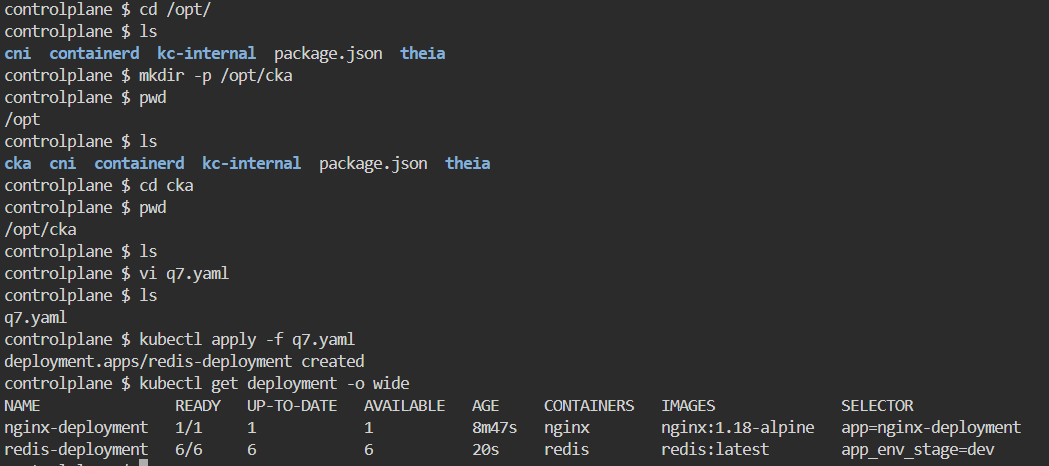 controlplane $ cd /opt/
controlplane $ ls
cni containerd kc-internal package.json theia
controlplane $ mkdir -p /opt/cka
controlplane $ pwd
/opt
controlplane $ ls
cka cni containerd kc-internal package.json theia
controlplane $ cd cka
controlplane $ pwd
/opt/cka
controlplane $ ls
controlplane $ vi q7.yaml
controlplane $ ls
q7.yaml
controlplane $ kubectl apply -f q7.yaml
deployment.apps/redis-deployment created
controlplane $ kubectl get deployment -o wide
NAME READY UP-TO-DATE AVAILABLE AGE CONTAINERS IMAGES SELECTOR
nginx-deployment 1/1 1 1 8m47s nginx nginx:1.18-alpine app=nginx-deployment
redis-deployment 6/6 6 6 20s redis redis:latest app_env_stage=dev